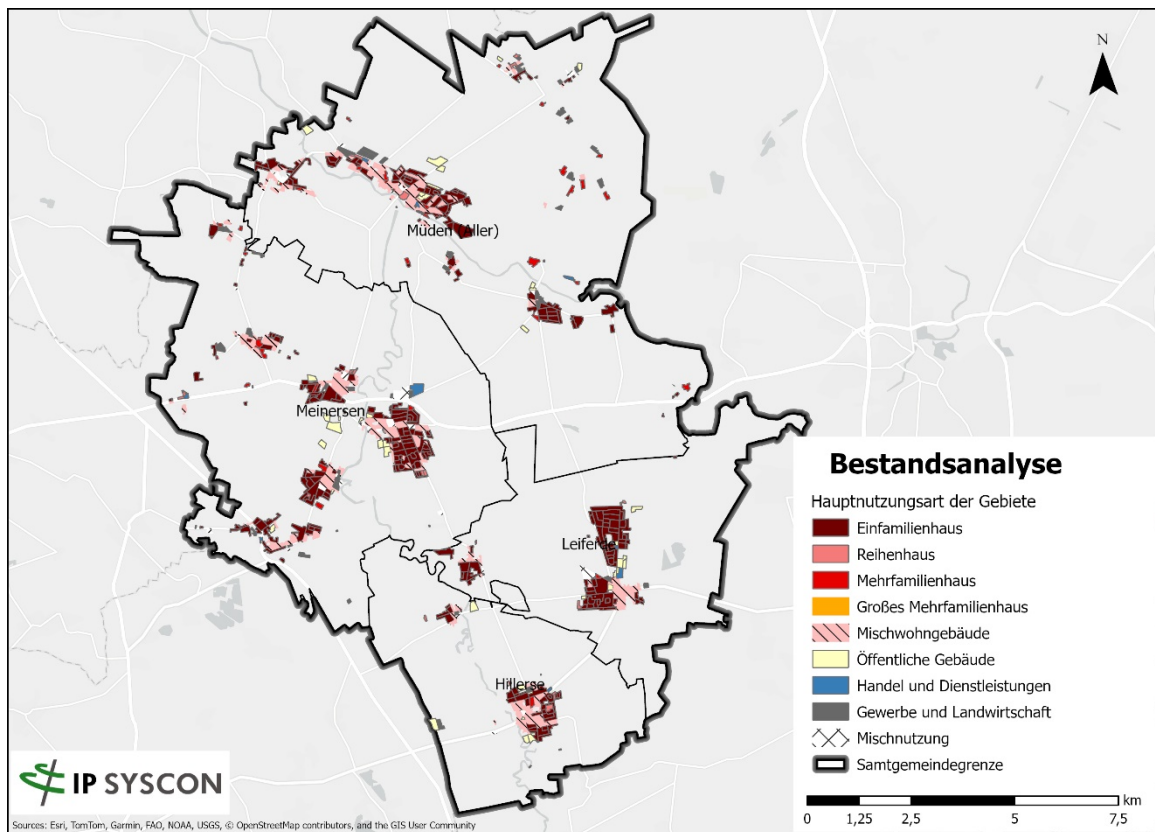 N
Müden (Aller)
Meinersen
Leiferde
Hillerse
Bestandsanalyse
Hauptnutzungsart der Gebiete
Einfamilienhaus
Reihenhaus
Mehrfamilienhaus
Großes Mehrfamilienhaus
Mischwohngebäude
Öffentliche Gebäude
Handel und Dienstleistungen
Gewerbe und Landwirtschaft
Mischnutzung
Samtgemeindegrenze
km
0 1,25 2,5 5 7,5
IP SYSCON
Sources: Esri, TomTom, Garmin, FAO, NOAA, USGS, © OpenStreetMap contributors, and the GIS User Community